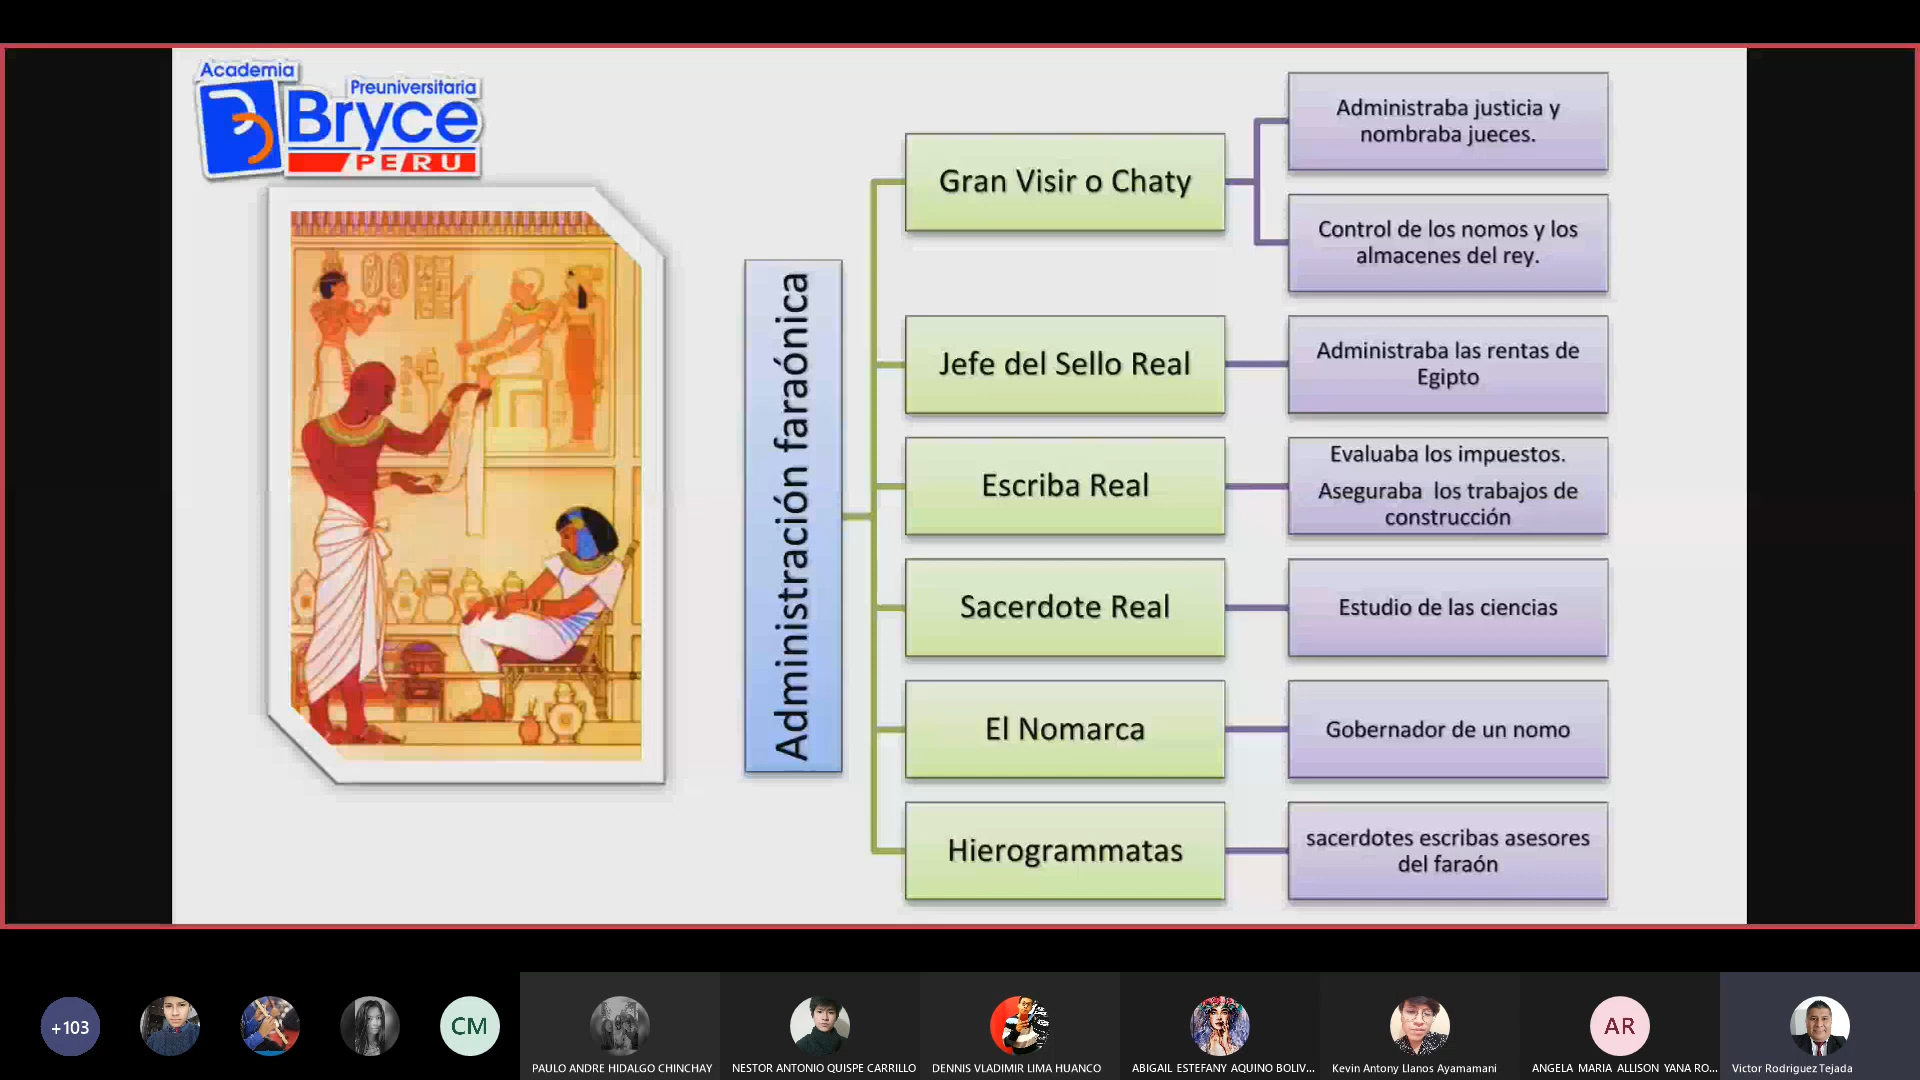 Academia
Preuniversitaria
Bryce
PERU
Administración faraónica
Gran Visir o Chaty
Administraba justicia y
nombraba jueces.
Control de los nomos y los
almacenes del rey.
Jefe del Sello Real
Administraba las rentas de
Egipto
Escriba Real
Evaluaba los impuestos.
Aseguraba  los trabajos de
construcción
Sacerdote Real
Estudio de las ciencias
El Nomarca
Gobernador de un nomo
Hierogrammatas
sacerdotes escribas asesores
del faraón
+103
CM
PAULO ANDRE HIDALGO CHINCHAY
NESTOR ANTONIO QUISPE CARRILLO
DENNIS VLADIMIR LIMA HUANCO
ABIGAIL ESTEFANY AQUINO BOLIV...
Kevin Antony Llanos Ayamamani
AR
ANGELA MARIA ALLISON YANA RO...
Victor Rodriguez Tejada